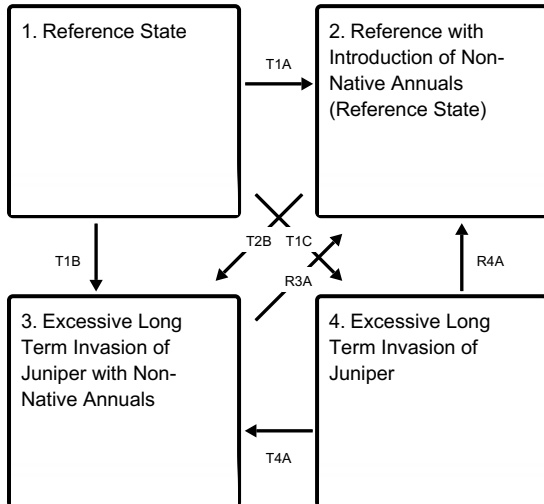 1. Reference State
2. Reference with
Introduction of Non-
Native Annuals
(Reference State)
T1A
T2B
T1C
T1B
R3A
R4A
3. Excessive Long
Term Invasion of
Juniper with Non-
Native Annuals
4. Excessive Long
Term Invasion of
Juniper
T4A